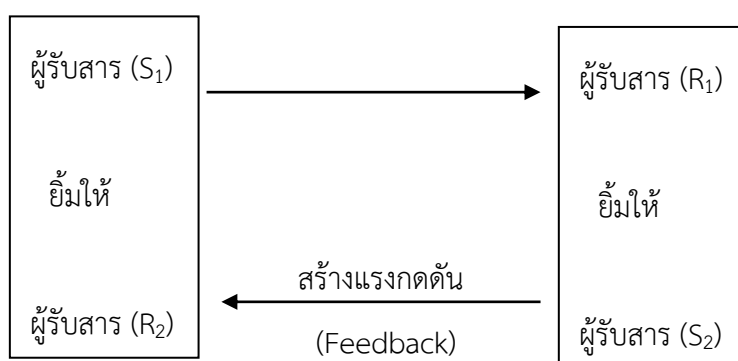 ผู้รับสาร (S1)
ยิ้มให้
ผู้รับสาร (R2)
สร้างแรงกดดัน
(Feedback)
ผู้รับสาร (R1)
ยิ้มให้
ผู้รับสาร (S2)